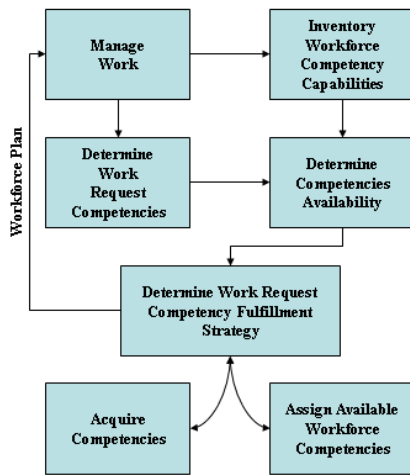 Manage
Work
Inventory
Workforce
Competency
Capabilities
Workforce Plan
Determine
Work
Request
Competencies
Determine
Competencies
Availability
Determine Work Request
Competency Fulfillment
Strategy
Acquire
Competencies
Assign Available
Workforce
Competencies